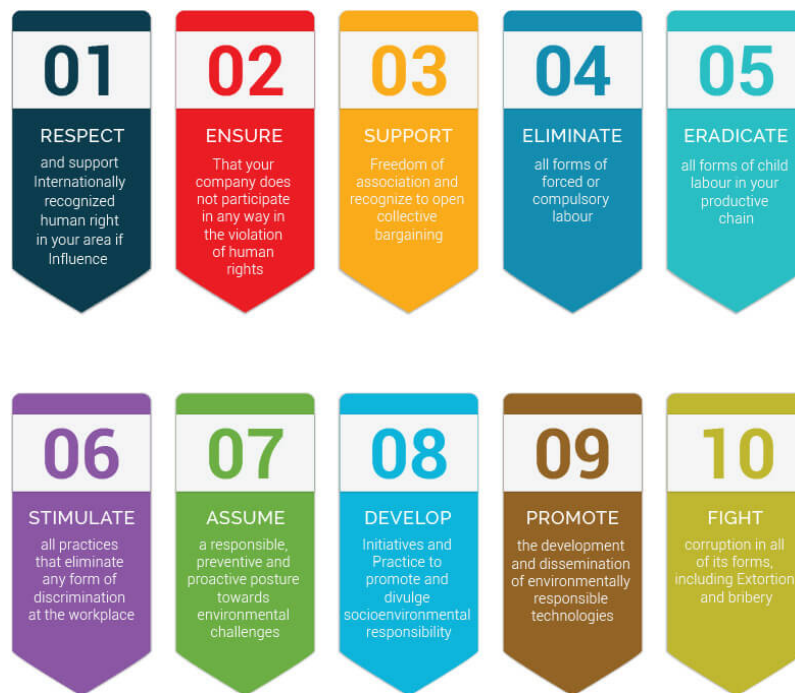 01
RESPECT
and support
Internationally
recognized
human right
in your area if
Influence
02
ENSURE
That your
company does
not participate
in any way in
the violation
of human
rights
03
SUPPORT
Freedom of
association and
recognize to open
collective
bargaining
04
ELIMINATE
all forms of
forced or
compulsory
labour
05
ERADICATE
all forms of child
labour in your
productive
chain
06
STIMULATE
all practices
that eliminate
any form of
discrimination
at the workplace
07
ASSUME
a responsible,
preventive and
proactive posture
towards
environmental
challenges
08
DEVELOP
Initiatives and
Practice to
promote and
divulge
socioenvironmental
responsibility
09
PROMOTE
the development
and dissemination
of environmentally
responsible
technologies
10
FIGHT
corruption in all
of its forms,
including Extortion
and bribery